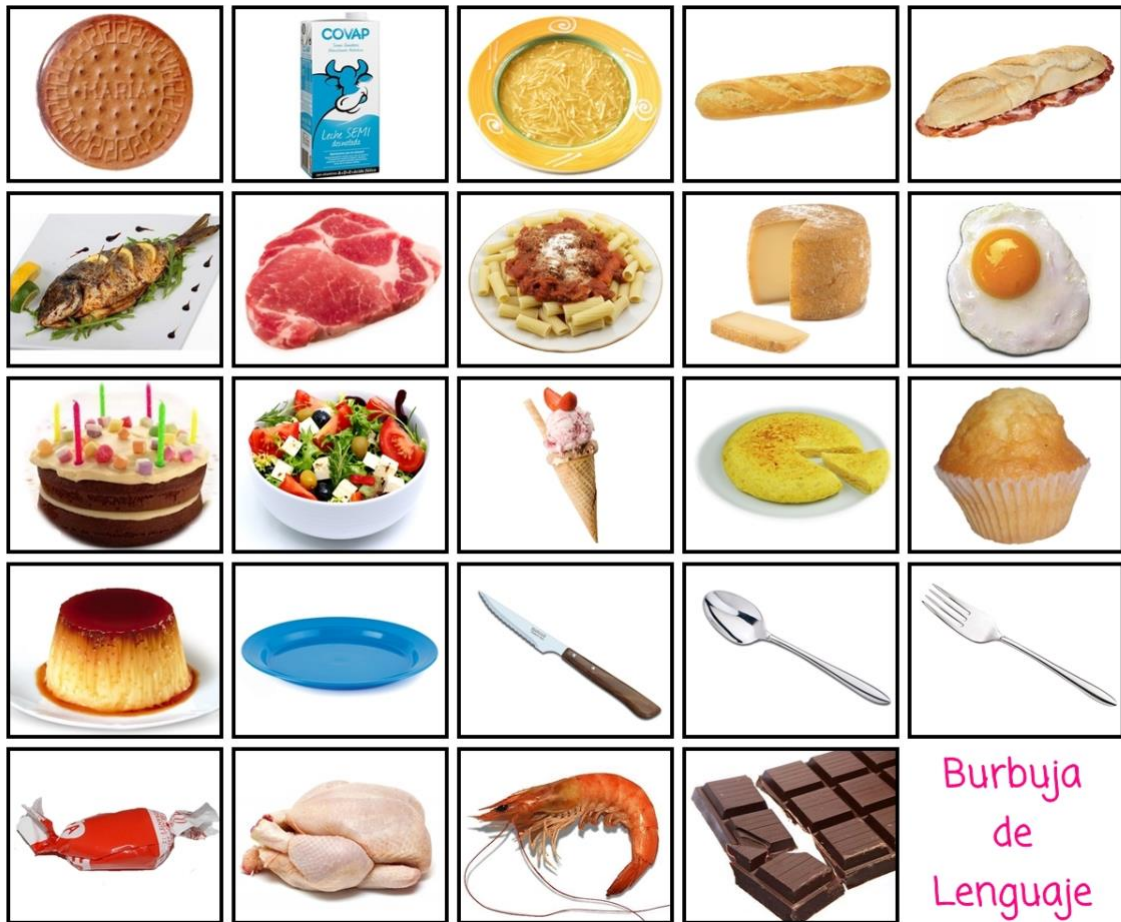 MARIA
COVAP
Leche SEMI
desnatada
A
Burbuja
de
Lenguaje